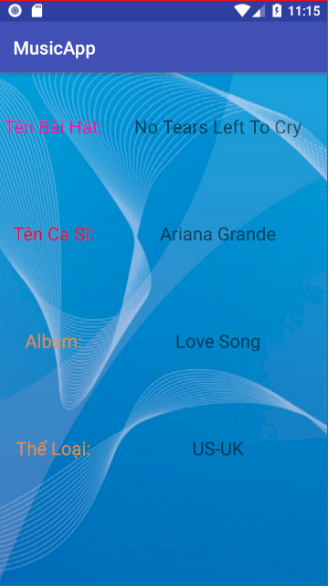 11:15
MusicApp
Tên Bài Hát: No Tears Left To Cry
Tên Ca Sĩ: Ariana Grande
Album: Love Song
Thể Loại: US-UK